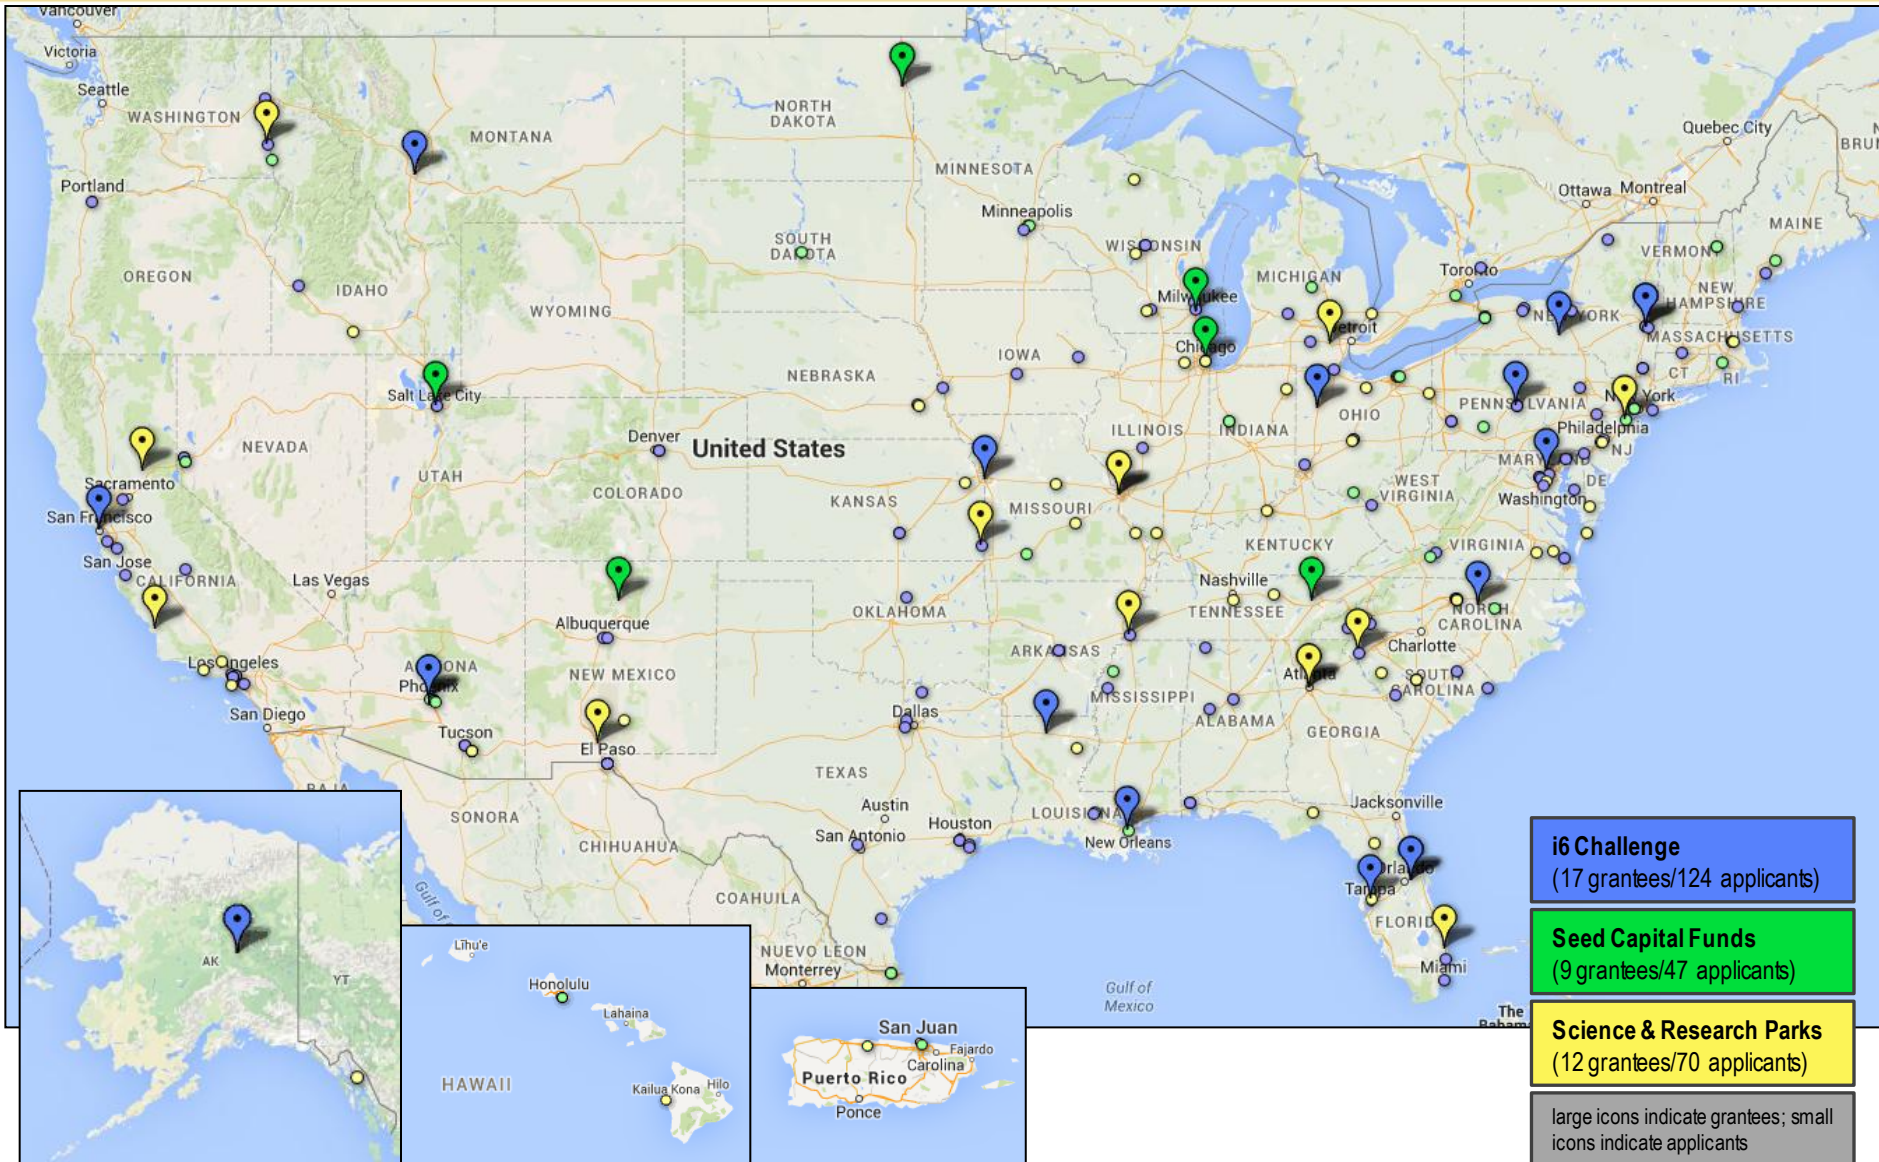 Vancouver
Victoria
Seattle
WASHINGTON
MONTANA
NORTH
DAKOTA
MINNESOTA
Quebec City
BRUN
Portland
Ottawa
Montreal
Minneapolis
MAINE
SOUTH
DAKOTA
WISCONSIN
VERMONT
OREGON
IDAHO
MICHIGAN
Toronto
WYOMING
Milwaukee
NEW
HAMPSHIRE
NEW YORK
Detroit
MASSACHUSETTS
Chicago
IOWA
NEBRASKA
CT
RI
Salt Lake City
PENNSYLVANIA
New York
OHIO
Philadelphia
NEVADA
Denver
United States
ILLINOIS
INDIANA
NJ
MARYLAND
UTAH
Sacramento
COLORADO
KANSAS
MISSOURI
WEST
VIRGINIA
DE
Washington
San Francisco
San Jose
CALIFORNIA
Las Vegas
KENTUCKY
VIRGINIA
Nashville
TENNESSEE
OKLAHOMA
NORTH
CAROLINA
Albuquerque
Charlotte
ARKANSAS
Los Angeles
ARIZONA
NEW MEXICO
Atlanta
SOUTH
CAROLINA
Phoenix
MISSISSIPPI
San Diego
Dallas
ALABAMA
Tucson
GEORGIA
El Paso
TEXAS
BAJA
Austin
Jacksonville
SONORA
San Antonio
Houston
LOUISIANA
CHIHUAHUA
New Orleans
Orlando
Tampa
COAHUILA
Gulf of
FLORIDA
NUEVO LEON
Monterrey
Miami
Gulf of
Mexico
The
Bahamas
AK
YT
Līhu'e
Honolulu
Lahaina
HAWAII
Kailua Kona
Hilo
San Juan
Fajardo
Carolina
Puerto Rico
Ponce
i6 Challenge
(17 grantees/124 applicants)
Seed Capital Funds
(9 grantees/47 applicants)
Science & Research Parks
(12 grantees/70 applicants)
large icons indicate grantees; small
icons indicate applicants